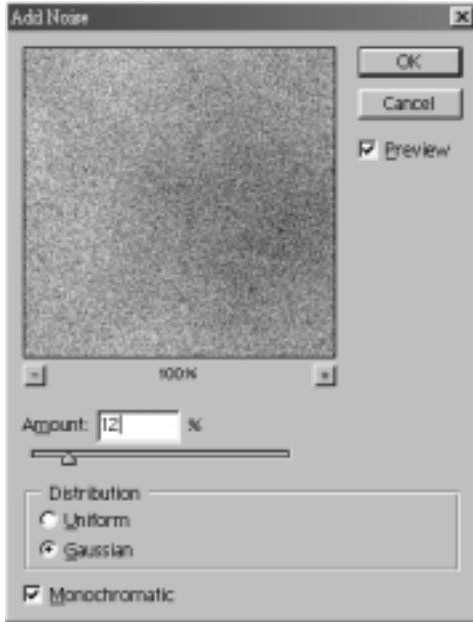 Add Noise
OK
Cancel
Preview
100%
Amount: 12 %
Distribution
Uniform
Gaussian
Monochromatic